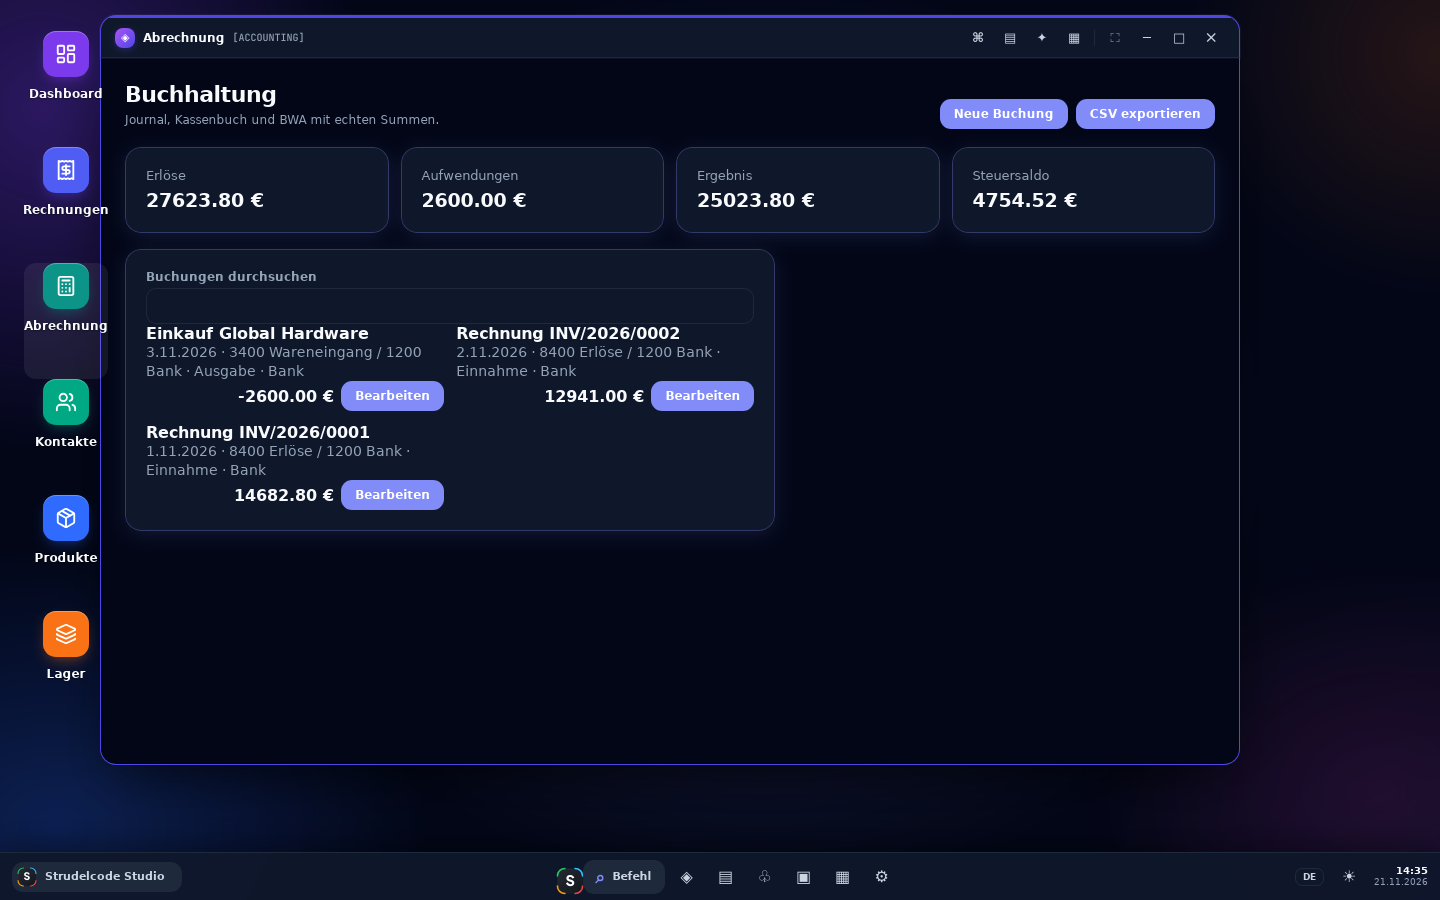 Abrechnung [ACCOUNTING]
Dashboard
Rechnungen
Abrechnung
Kontakte
Produkte
Lager
Buchhaltung
Journal, Kassenbuch und BWA mit echten Summen.
Neue Buchung
CSV exportieren
Erlöse
27623.80 €
Aufwendungen
2600.00 €
Ergebnis
25023.80 €
Steuersaldo
4754.52 €
Buchungen durchsuchen
Einkauf Global Hardware
3.11.2026 · 3400 Wareneingang / 1200
Bank · Ausgabe · Bank
-2600.00 €
Bearbeiten
Rechnung INV/2026/0002
2.11.2026 · 8400 Erlöse / 1200 Bank ·
Einnahme · Bank
12941.00 €
Bearbeiten
Rechnung INV/2026/0001
1.11.2026 · 8400 Erlöse / 1200 Bank ·
Einnahme · Bank
14682.80 €
Bearbeiten
S
Strudelcode Studio
S
Befehl
DE
14:35
21.11.2026